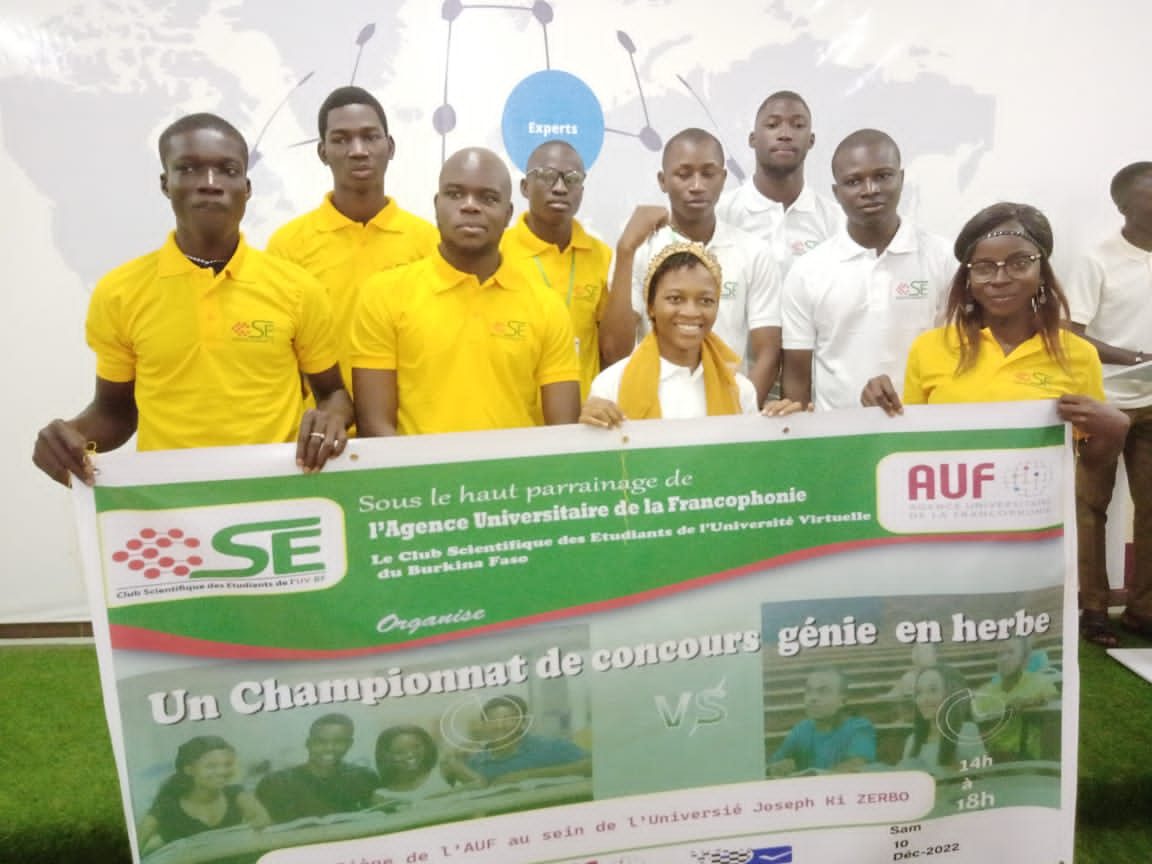 Experts
SE
SE
SE
SE
SE
SE
Sous le haut parrainage de
l'Agence Universitaire de la Francophonie
Le Club Scientifique des Etudiants de l'Université Virtuelle
du Burkina Faso
Organise
CSE
Club Scientifique des Etudiants de l'UV BF
AUF
AGENCE UNIVERSITAIRE
DE LA FRANCOPHONIE
Un Championnat de concours génie en herbe
VS
14h
à
18h
de l'AUF au sein de l'Universié Joseph Ki ZERBO
Sam
10
Déc-2022